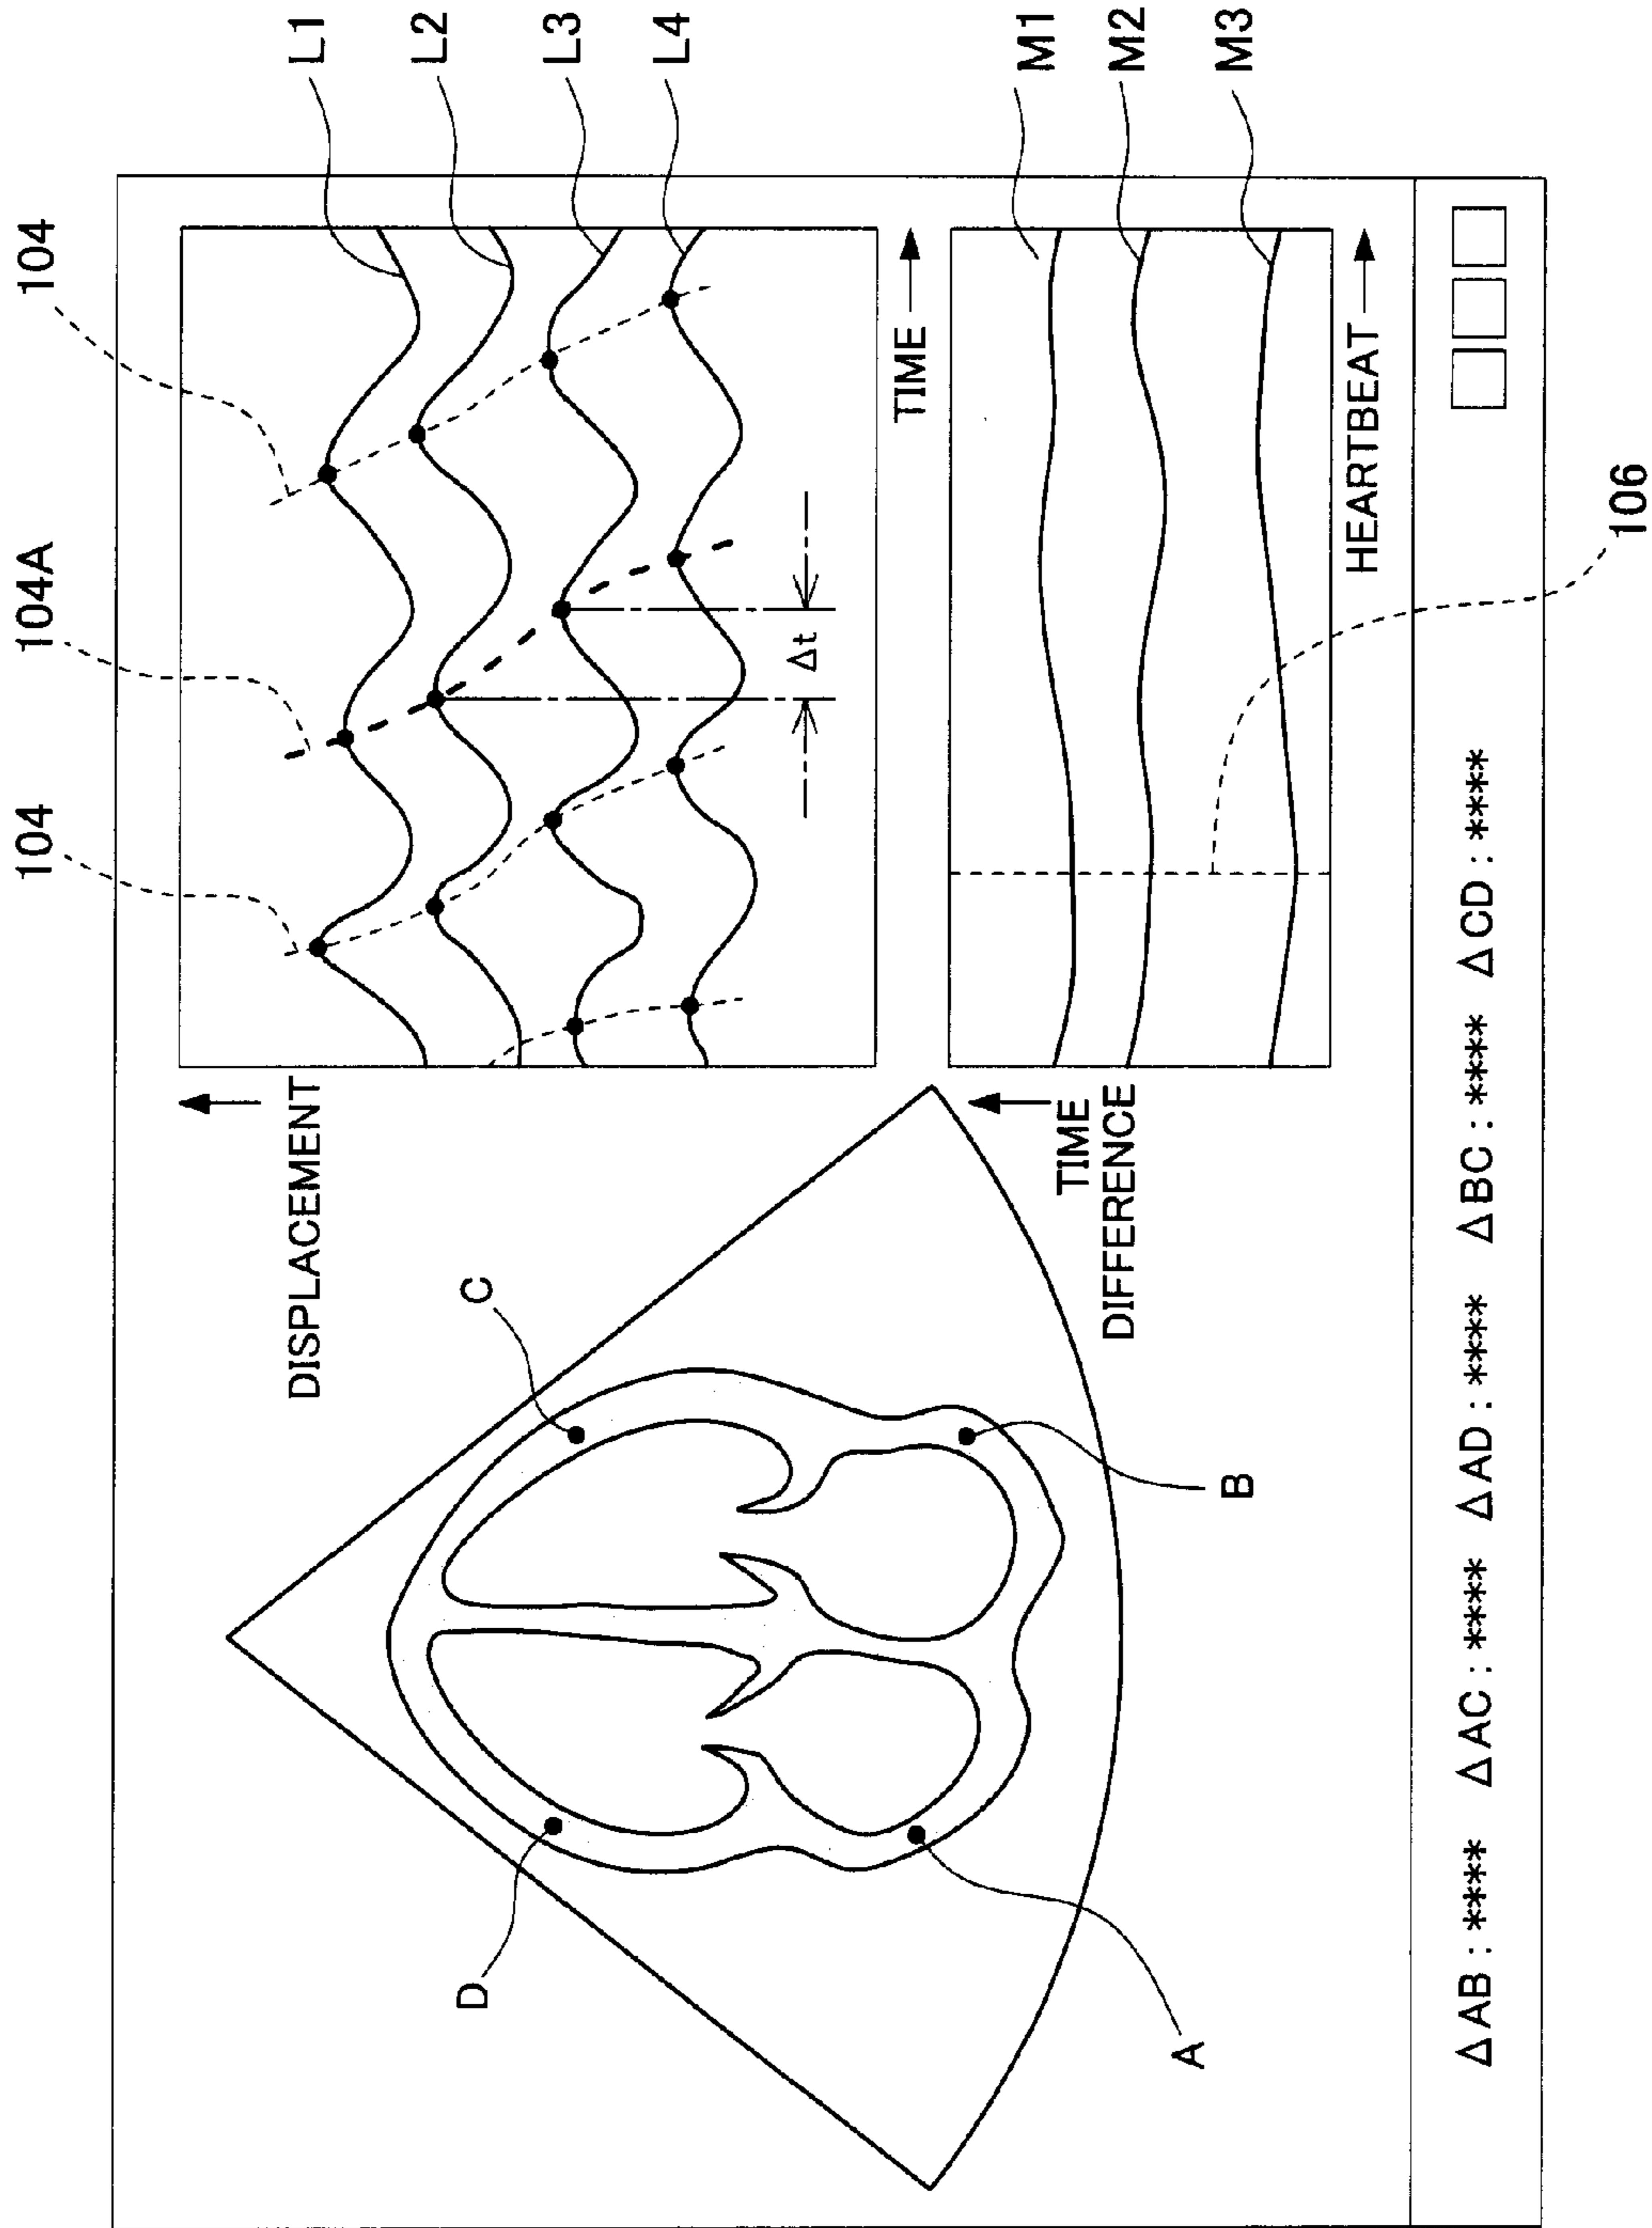 104
104A
104
DISPLACEMENT
L1
L2
L3
L4
Δt
TIME
D
C
A
B
TIME
DIFFERENCE
M1
M2
M3
HEARTBEAT
106
ΔAB : **** ΔAC : **** ΔAD : **** ΔBC : **** ΔCD : ****